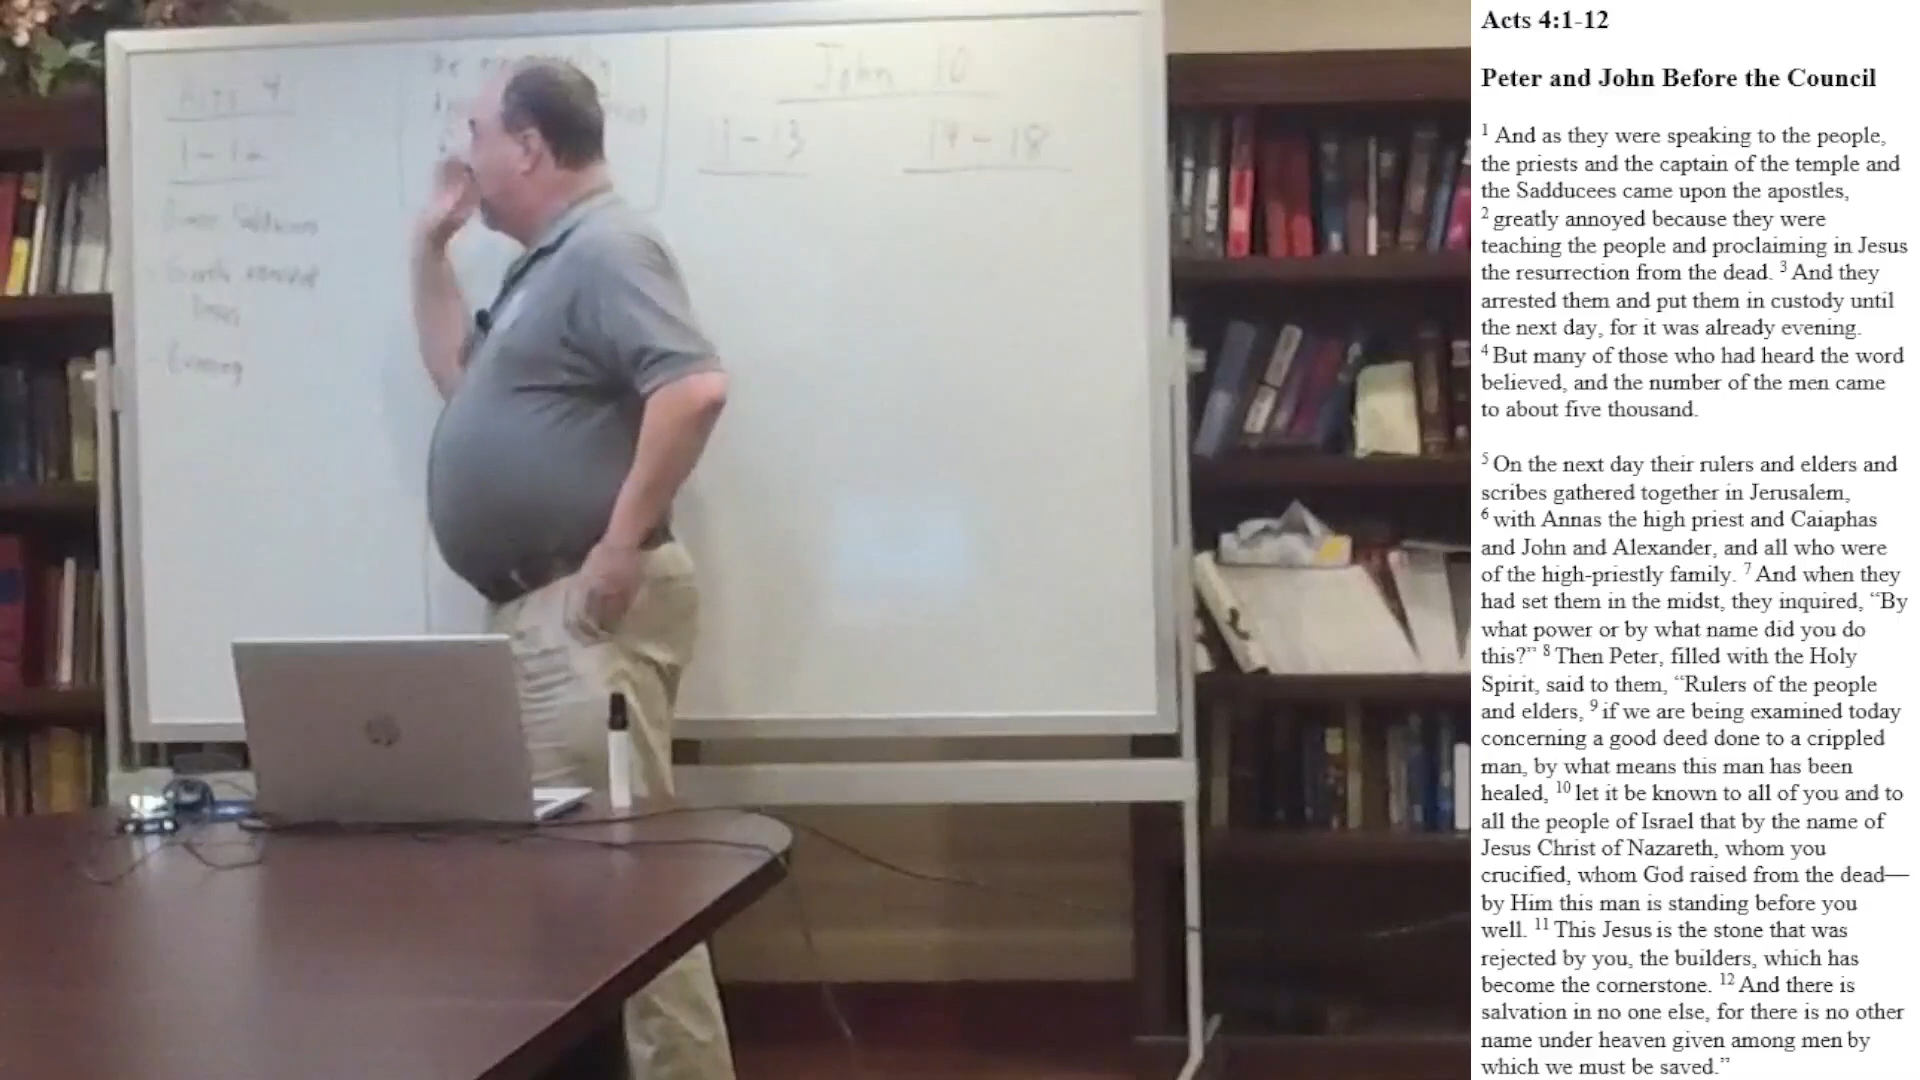 Acts 4
1-12
Sadducees
Jesus
Evening
John 10
11-13
14-18
Acts 4:1-12
Peter and John Before the Council
1 And as they were speaking to the people,
the priests and the captain of the temple and
the Sadducees came upon the apostles,
2 greatly annoyed because they were
teaching the people and proclaiming in Jesus
the resurrection from the dead. 3 And they
arrested them and put them in custody until
the next day, for it was already evening.
4 But many of those who had heard the word
believed, and the number of the men came
to about five thousand.
5 On the next day their rulers and elders and
scribes gathered together in Jerusalem,
6 with Annas the high priest and Caiaphas
and John and Alexander, and all who were
of the high-priestly family. 7 And when they
had set them in the midst, they inquired, “By
what power or by what name did you do
this?” 8 Then Peter, filled with the Holy
Spirit, said to them, “Rulers of the people
and elders, 9 if we are being examined today
concerning a good deed done to a crippled
man, by what means this man has been
healed, 10 let it be known to all of you and to
all the people of Israel that by the name of
Jesus Christ of Nazareth, whom you
crucified, whom God raised from the dead—
by Him this man is standing before you
well. 11 This Jesus is the stone that was
rejected by you, the builders, which has
become the cornerstone. 12 And there is
salvation in no one else, for there is no other
name under heaven given among men by
which we must be saved.”